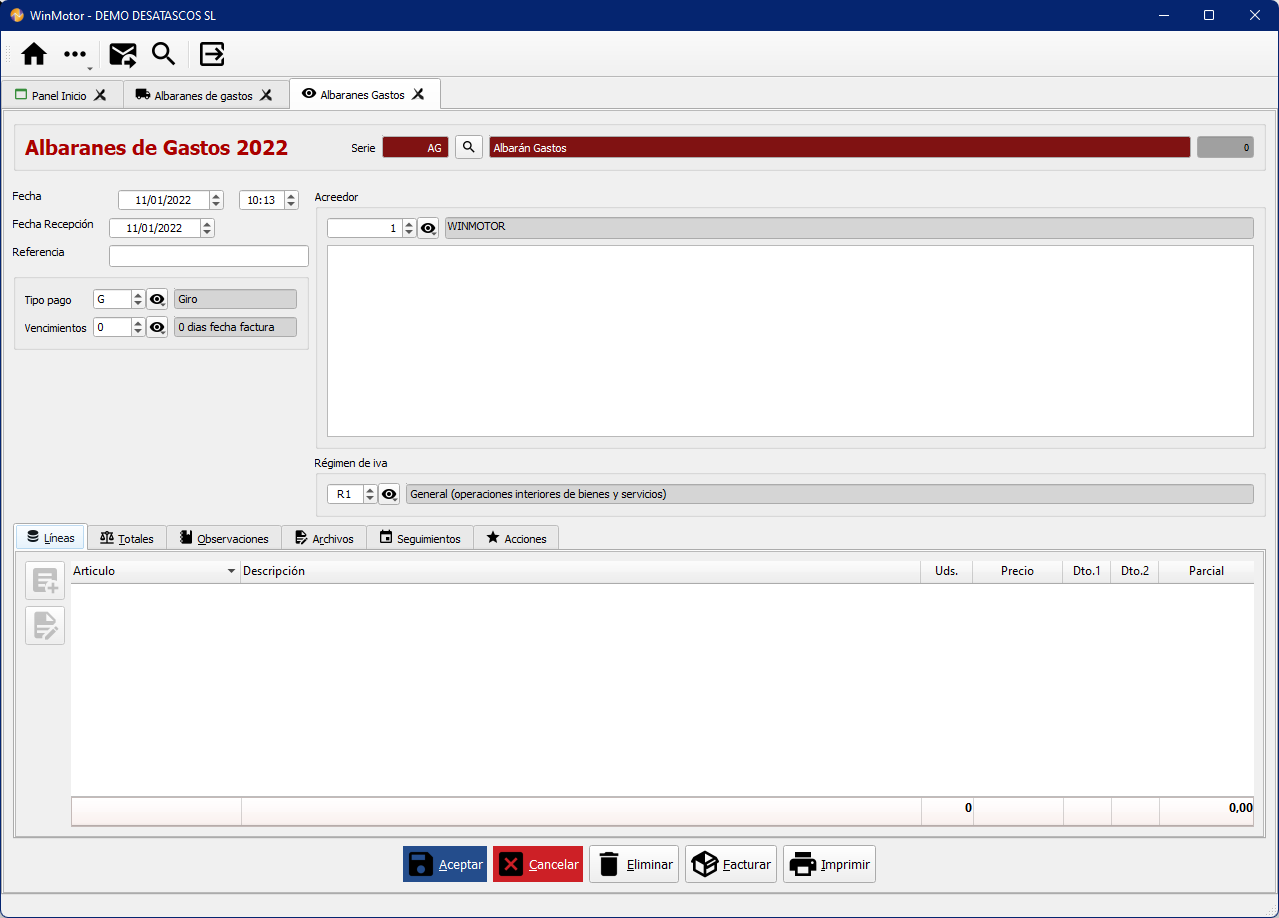 WinMotor - DEMO DESATASCOS SL
Panel Inicio
Albaranes de gastos
Albaranes Gastos
Albaranes de Gastos 2022
Serie
AG
Albarán Gastos
0
Fecha
11/01/2022
10:13
Acreedor
Fecha Recepción
11/01/2022
1
WINMOTOR
Referencia
Tipo pago
G
Giro
Vencimientos
0
0 dias fecha factura
Régimen de iva
R1
General (operaciones interiores de bienes y servicios)
Líneas
Totales
Observaciones
Archivos
Seguimientos
Acciones
Articulo
Descripción
Uds.
Precio
Dto.1
Dto.2
Parcial
0
0,00
Aceptar
Cancelar
Eliminar
Facturar
Imprimir